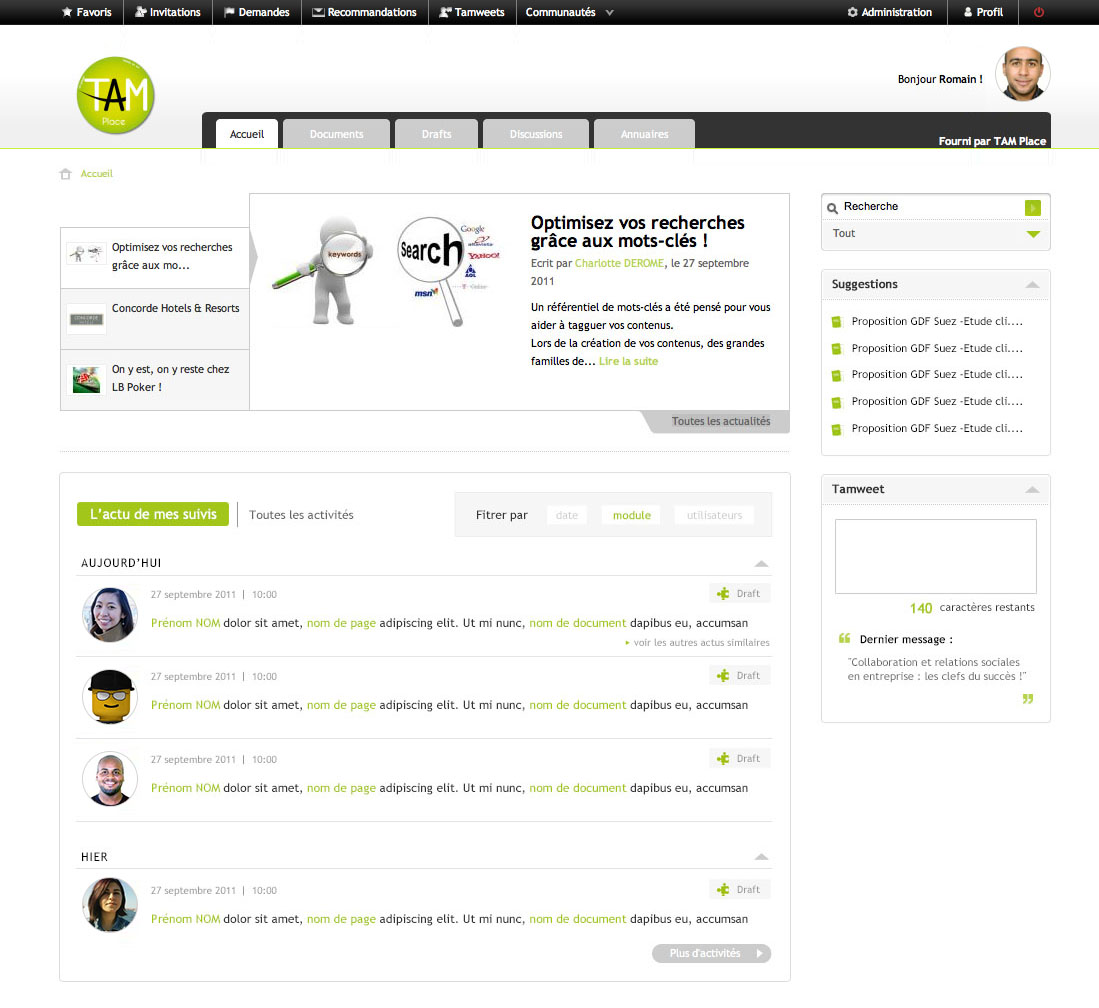 Favoris
Invitations
Demandes
Recommandations
Tamweets
Communautés
Administration
Profil
TAM
Place
Bonjour Romain !
Accueil
Documents
Drafts
Discussions
Annuaires
Fourni par TAM Place
Accueil
Optimisez vos recherches
grâce aux mo...
Concorde Hotels & Resorts
On y est, on y reste chez
LB Poker !
keywords
Search
Google
altavista
YAHOO!
AOL
msn
Optimisez vos recherches
grâce aux mots-clés !
Ecrit par Charlotte DEROME, le 27 septembre
2011
Un référentiel de mots-clés a été pensé pour vous
aider à tagguer vos contenus.
Lors de la création de vos contenus, des grandes
familles de... Lire la suite
Toutes les actualités
Recherche
Tout
Suggestions
Proposition GDF Suez -Etude cli....
Proposition GDF Suez -Etude cli....
Proposition GDF Suez -Etude cli....
Proposition GDF Suez -Etude cli....
Proposition GDF Suez -Etude cli....
Tamweet
140 caractères restants
Dernier message :
"Collaboration et relations sociales
en entreprise : les clefs du succès !"
L'actu de mes suivis
Toutes les activités
Fitrer par
date
module
utilisateurs
AUJOURD'HUI
27 septembre 2011 | 10:00
Draft
Prénom NOM dolor sit amet, nom de page adipiscing elit. Ut mi nunc, nom de document dapibus eu, accumsan
voir les autres actus similaires
27 septembre 2011 | 10:00
Draft
Prénom NOM dolor sit amet, nom de page adipiscing elit. Ut mi nunc, nom de document dapibus eu, accumsan
27 septembre 2011 | 10:00
Draft
Prénom NOM dolor sit amet, nom de page adipiscing elit. Ut mi nunc, nom de document dapibus eu, accumsan
HIER
27 septembre 2011 | 10:00
Draft
Prénom NOM dolor sit amet, nom de page adipiscing elit. Ut mi nunc, nom de document dapibus eu, accumsan
Plus d'activités